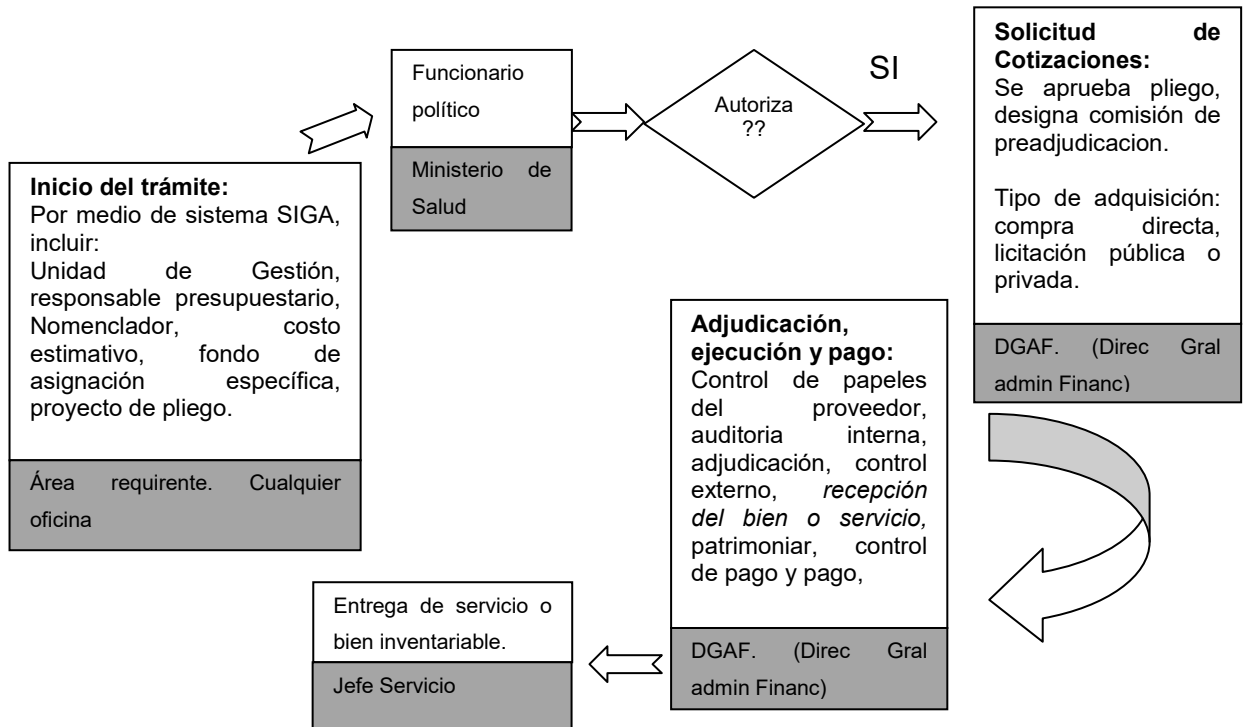 Inicio del trámite:
Por medio de sistema SIGA,
incluir:
Unidad de Gestión,
responsable presupuestario,
Nomenclador, costo
estimativo, fondo de
asignación específica,
proyecto de pliego.
Área requirente. Cualquier
oficina
Funcionario
político
Ministerio de
Salud
Autoriza
??
SI
Solicitud de
Cotizaciones:
Se aprueba pliego,
designa comisión de
preadjudicacion.
Tipo de adquisición:
compra directa,
licitación pública o
privada.
DGAF. (Direc Gral
admin Financ)
Adjudicación,
ejecución y pago:
Control de papeles
del proveedor,
auditoria interna,
adjudicación, control
externo, recepción
del bien o servicio,
patrimoniar, control
de pago y pago,
DGAF. (Direc Gral
admin Financ)
Entrega de servicio o
bien inventariable.
Jefe Servicio